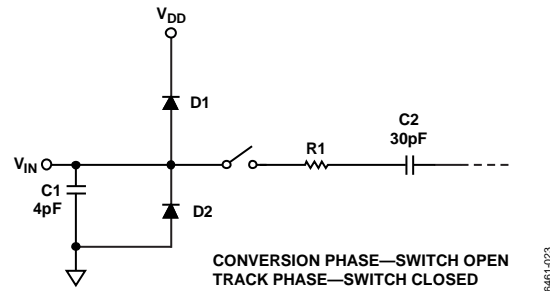 VDD
D1
C2
30pF
R1
VIN
C1
4pF
D2
CONVERSION PHASE—SWITCH OPEN
TRACK PHASE—SWITCH CLOSED
6461-023